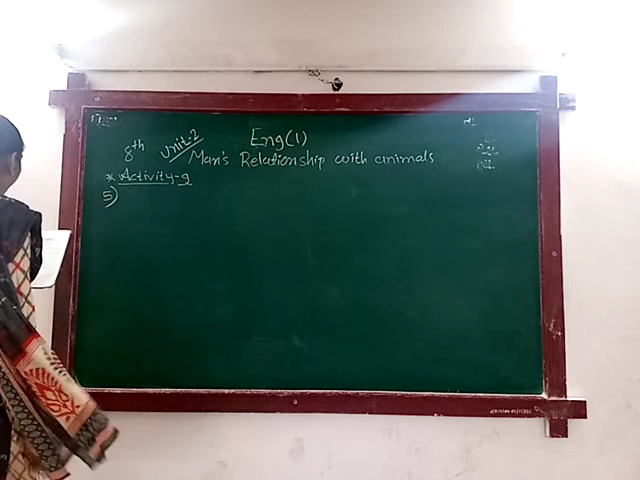 Eng(1)
8th Unit-2 Man's Relationship with animals
* Activity-9
5)